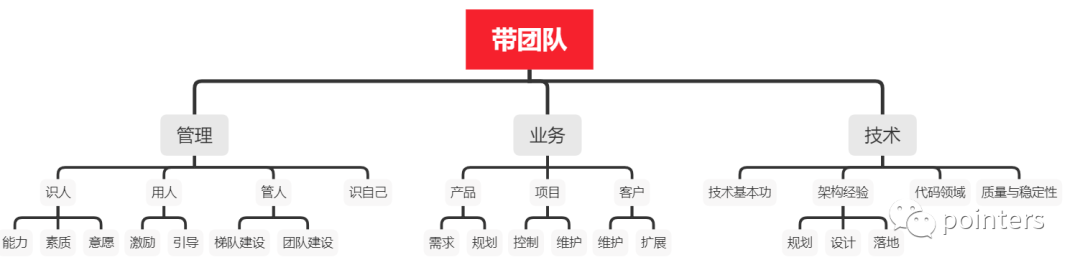 带团队
管理 业务 技术
识人 用人 管人 识自己 产品 项目 客户 技术基本功 架构经验 代码领域 质量与稳定性
能力 素质 意愿 激励 引导 梯队建设 团队建设 需求 规划 控制 维护 维护 扩展 规划 设计 落地
pointers